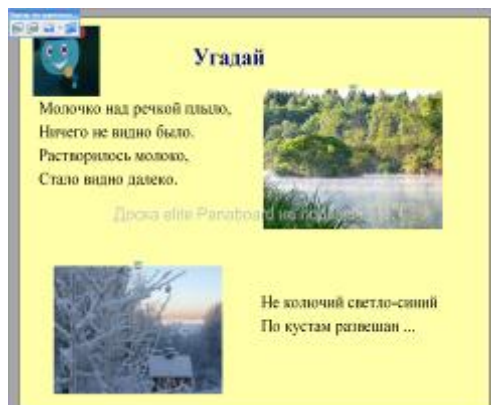 Угадай
Молочко над речкой плыло,
Ничего не видно было.
Растворилось молоко,
Стало видно далеко.
Доска elite Panaboard не
Не колючий светло-синий
По кустам развешан ...